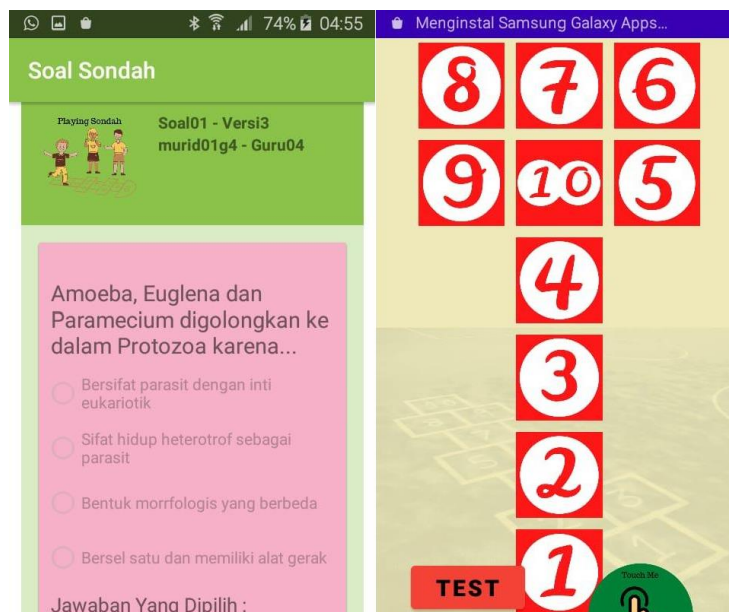 74% 04:55
Soal Sondah
Playing Sondah
Soal01 - Versi3
murid01g4 - Guru04
Amoeba, Euglena dan
Paramecium digolongkan ke
dalam Protozoa karena...
Bersifat parasit dengan inti
eukariotik
Sifat hidup heterotrof sebagai
parasit
Bentuk morrfologis yang berbeda
Bersel satu dan memiliki alat gerak
Jawaban Yang Dipilih :
Menginstal Samsung Galaxy Apps...
8 7 6
9 10 5
4
3
2
1
TEST
Touch Me